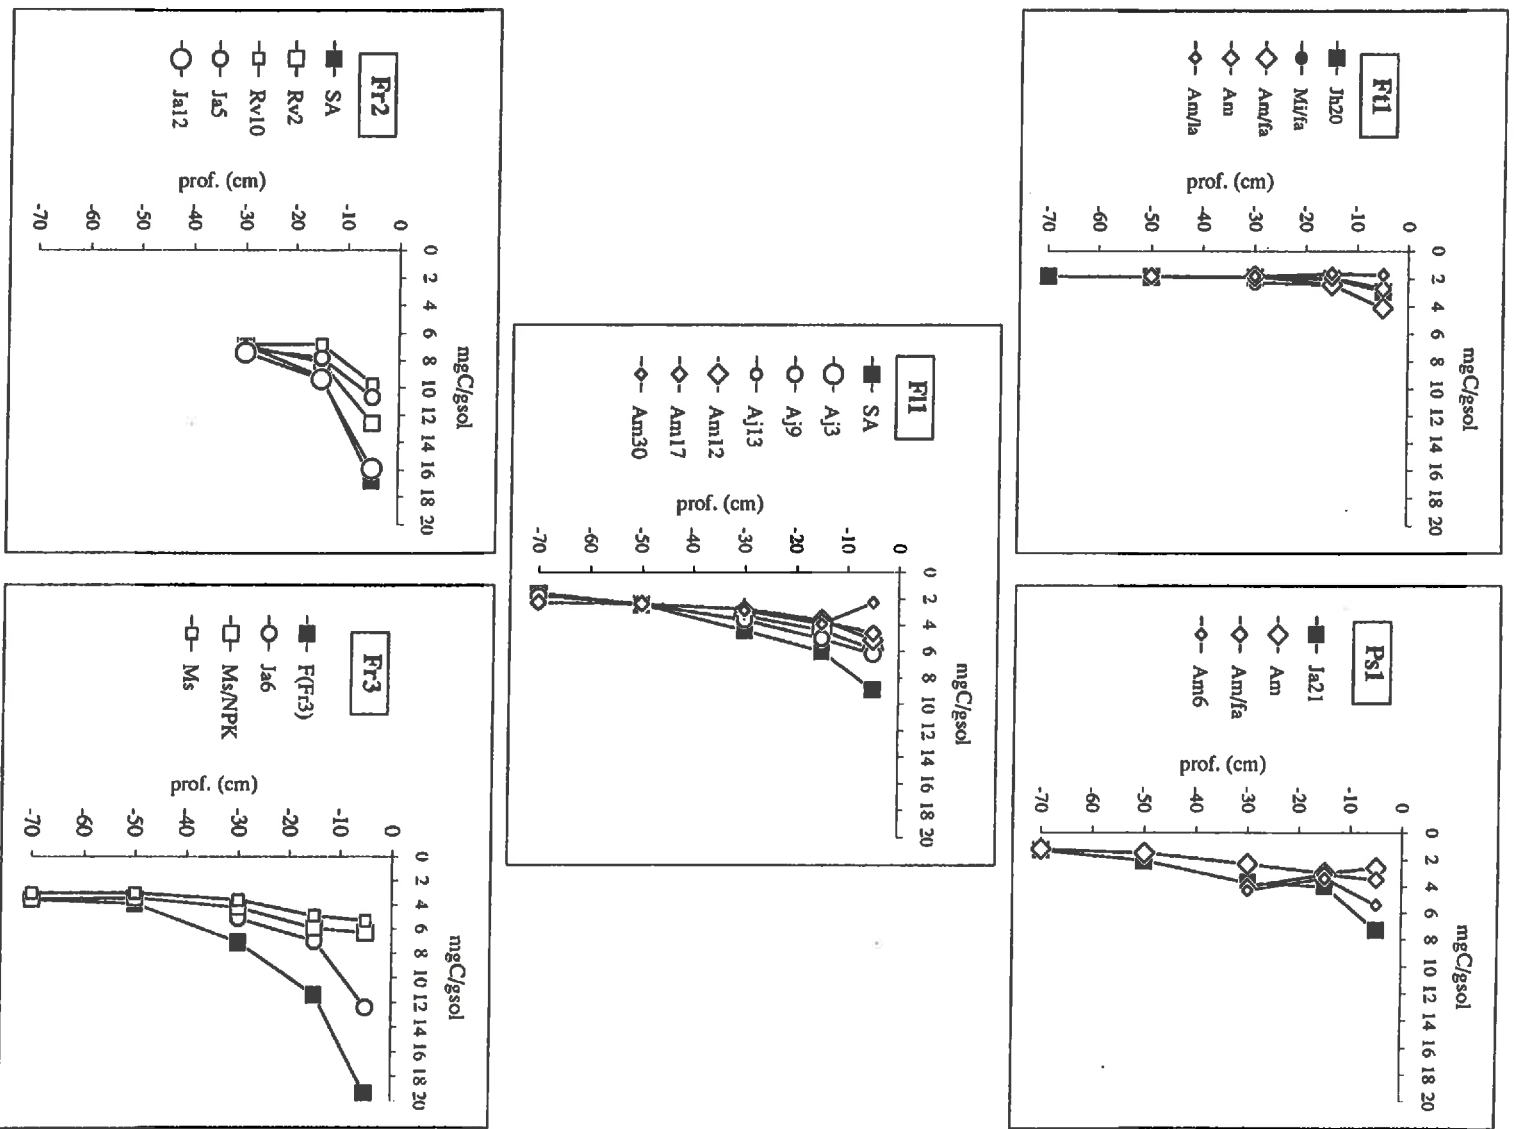 Ft1
Jh20
Mi/fa
Am/fa
Am
Am/la
mgC/gsol
0 2 4 6 8 10 12 14 16 18 20
prof. (cm)
0
-10
-20
-30
-40
-50
-60
-70
Ps1
Ja21
Am
Am/fa
Am6
mgC/gsol
0 2 4 6 8 10 12 14 16 18 20
prof. (cm)
0
-10
-20
-30
-40
-50
-60
-70
Fl1
SA
Aj3
Aj9
Aj13
Am12
Am17
Am30
mgC/gsol
0 2 4 6 8 10 12 14 16 18 20
prof. (cm)
0
-10
-20
-30
-40
-50
-60
-70
Fr2
SA
Rv2
Rv10
Ja5
Ja12
mgC/gsol
0 2 4 6 8 10 12 14 16 18 20
prof. (cm)
0
-10
-20
-30
-40
-50
-60
-70
Fr3
F(Fr3)
Ja6
Ms/NPK
Ms
mgC/gsol
0 2 4 6 8 10 12 14 16 18 20
prof. (cm)
0
-10
-20
-30
-40
-50
-60
-70